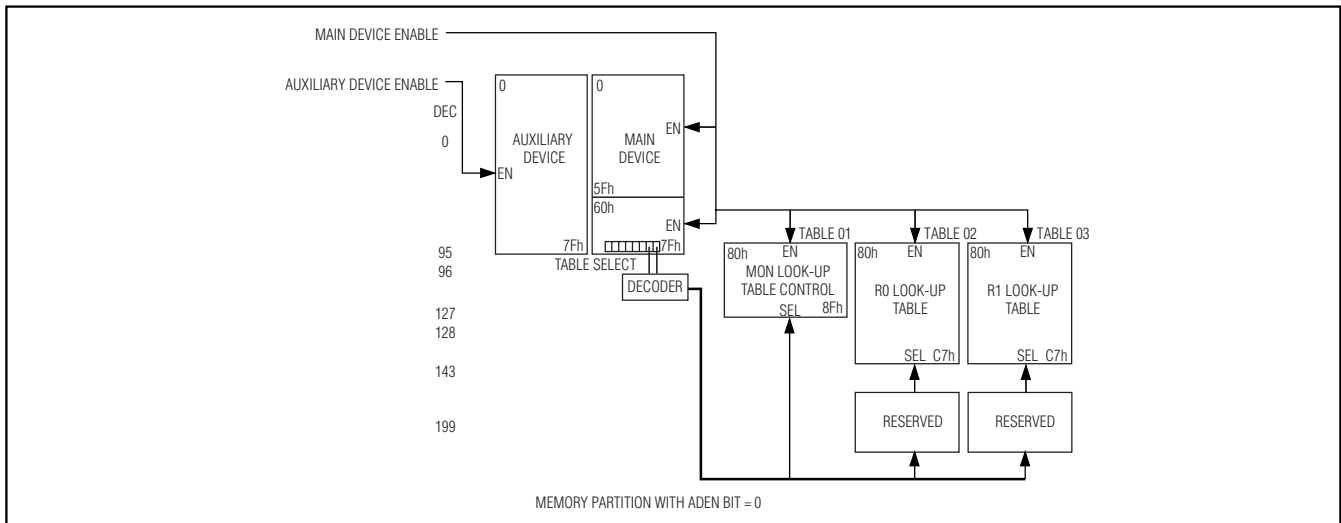 MAIN DEVICE ENABLE
AUXILIARY DEVICE ENABLE
DEC
0
95
96
127
128
143
199
0
AUXILIARY
DEVICE
EN
7Fh
0
EN
MAIN
DEVICE
5Fh
60h
EN
7Fh
TABLE SELECT
DECODER
TABLE 01
80h
EN
MON LOOK-UP
TABLE CONTROL
SEL
8Fh
TABLE 02
80h
EN
R0 LOOK-UP
TABLE
SEL C7h
RESERVED
TABLE 03
80h
EN
R1 LOOK-UP
TABLE
SEL C7h
RESERVED
MEMORY PARTITION WITH ADEN BIT = 0